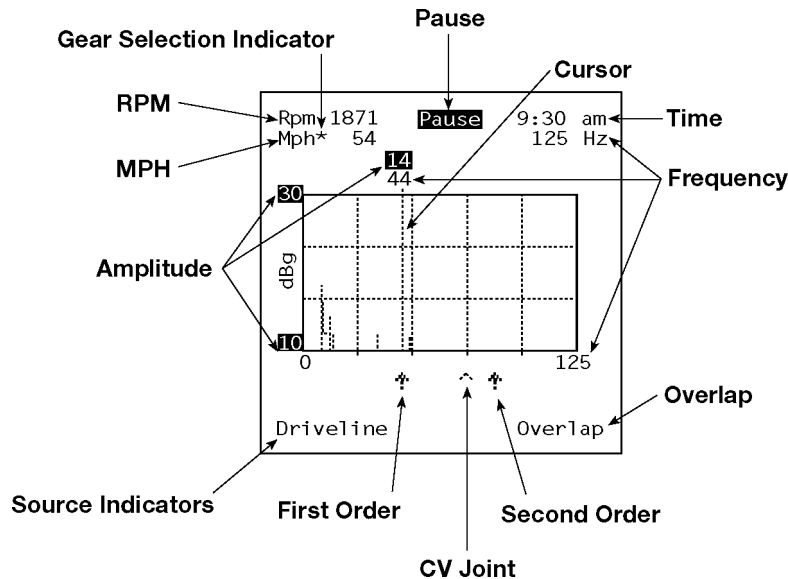 Pause
Gear Selection Indicator
Cursor
RPM
Rpm 1871 Pause 9:30 am
Time
Mph* 54 125 Hz
MPH
14
44
Frequency
30
Amplitude
dBg
10
0 125
Overlap
Driveline Overlap
Source Indicators
First Order
Second Order
CV Joint